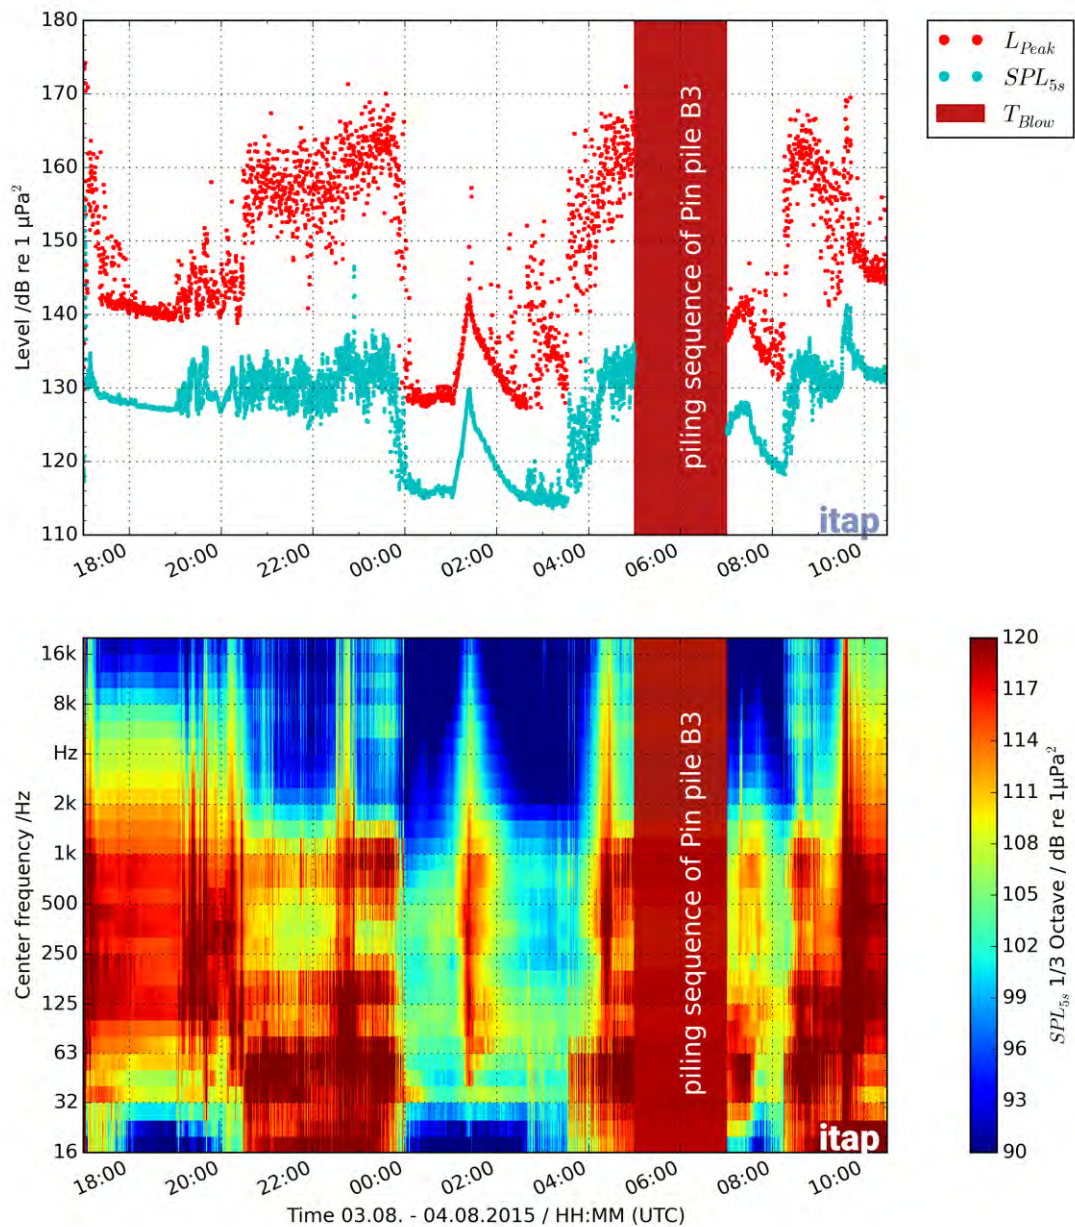 180
170
160
150
140
130
120
110
Level /dB re 1 µPa²
18:00 20:00 22:00 00:00 02:00 04:00 06:00 08:00 10:00
piling sequence of Pin pile B3
itap
L_Peak
SPL_5s
T_Blow
16k
8k
Hz
2k
1k
500
250
125
63
32
16
Center frequency /Hz
18:00 20:00 22:00 00:00 02:00 04:00 06:00 08:00 10:00
Time 03.08. - 04.08.2015 / HH:MM (UTC)
piling sequence of Pin pile B3
itap
120
117
114
111
108
105
102
99
96
93
90
SPL_5s 1/3 Octave / dB re 1µPa²